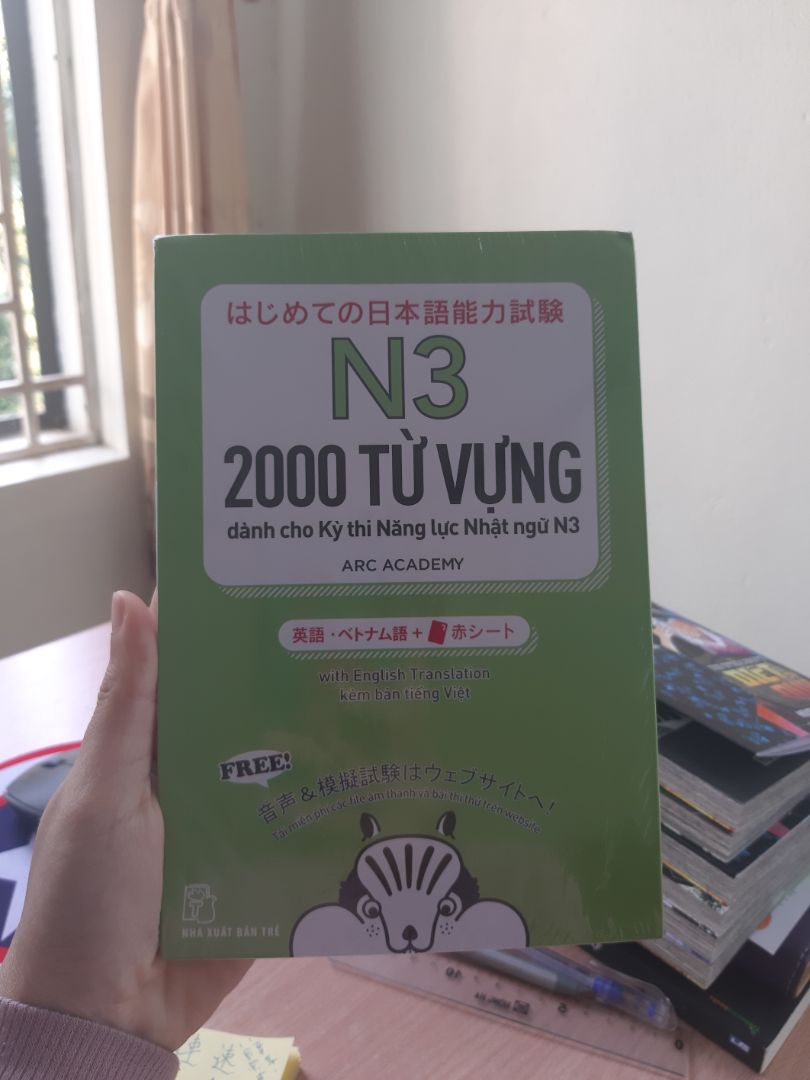 はじめての日本語能力試験
N3
2000 TỪ VỰNG
dành cho Kỳ thi Năng lực Nhật ngữ N3
ARC ACADEMY
英語・ベトナム語 + 赤シート
with English Translation
kèm bản tiếng Việt
FREE!
音声 & 模擬試験はウェブサイトへ!
Tải miễn phí các file âm thanh và bài thi thử trên website
NHÀ XUẤT BẢN TRẺ